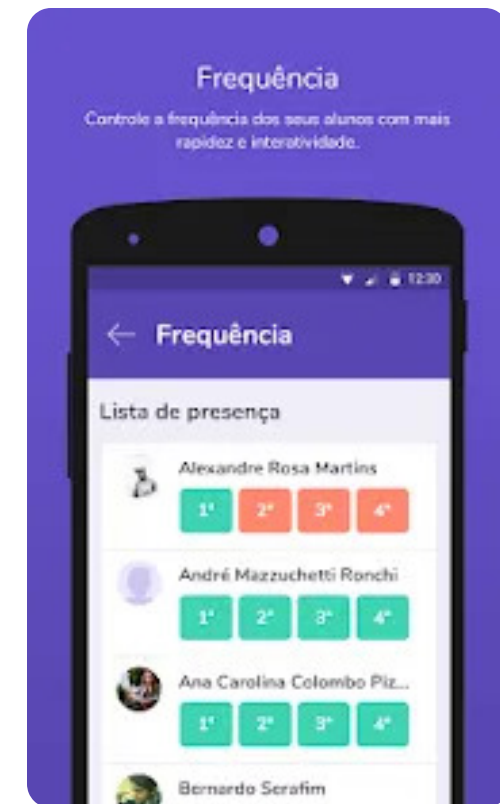 Frequência
Controle a frequência dos seus alunos com mais
rapidez e interatividade.
12:30
← Frequência
Lista de presença
Alexandre Rosa Martins
1ª 2ª 3ª 4ª
André Mazzuchetti Ronchi
1ª 2ª 3ª 4ª
Ana Carolina Colombo Piz...
1ª 2ª 3ª 4ª
Bernardo Serafim